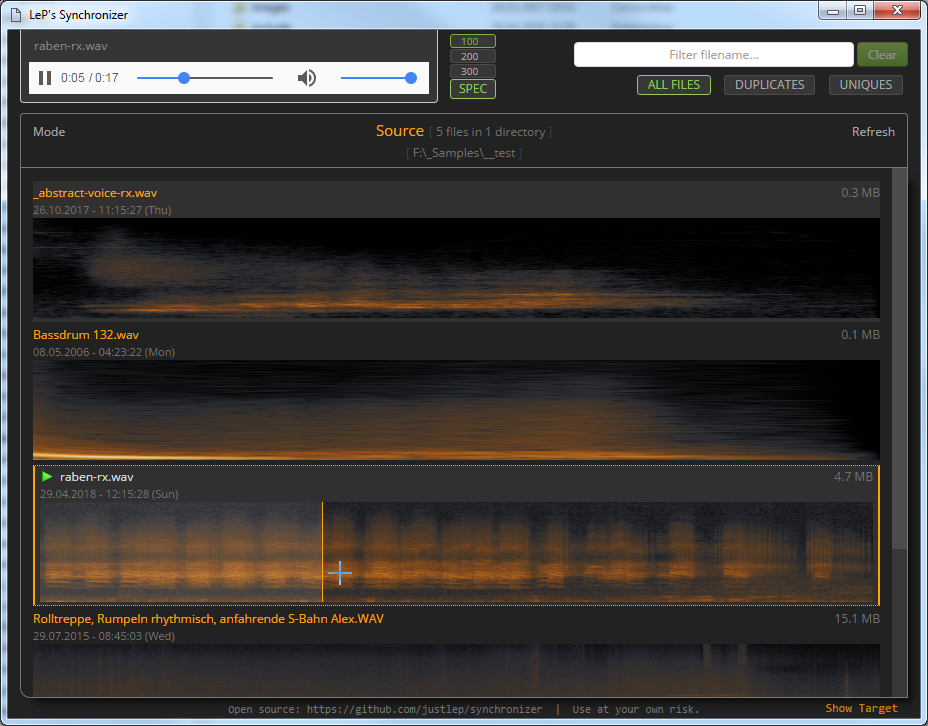 LeP's Synchronizer
raben-rx.wav
0:05 / 0:17
100
200
300
SPEC
Filter filename...
Clear
ALL FILES
DUPLICATES
UNIQUES
Mode
Source [ 5 files in 1 directory ]
Refresh
[ F:\_Samples\__test ]
_abstract-voice-rx.wav
0.3 MB
26.10.2017 - 11:15:27 (Thu)
Bassdrum 132.wav
0.1 MB
08.05.2006 - 04:23:22 (Mon)
raben-rx.wav
4.7 MB
29.04.2018 - 12:15:28 (Sun)
Rolltreppe, Rumpeln rhythmisch, anfahrende S-Bahn Alex.WAV
15.1 MB
29.07.2015 - 08:45:03 (Wed)
Open source: https://github.com/justlep/synchronizer | Use at your own risk.
Show Target